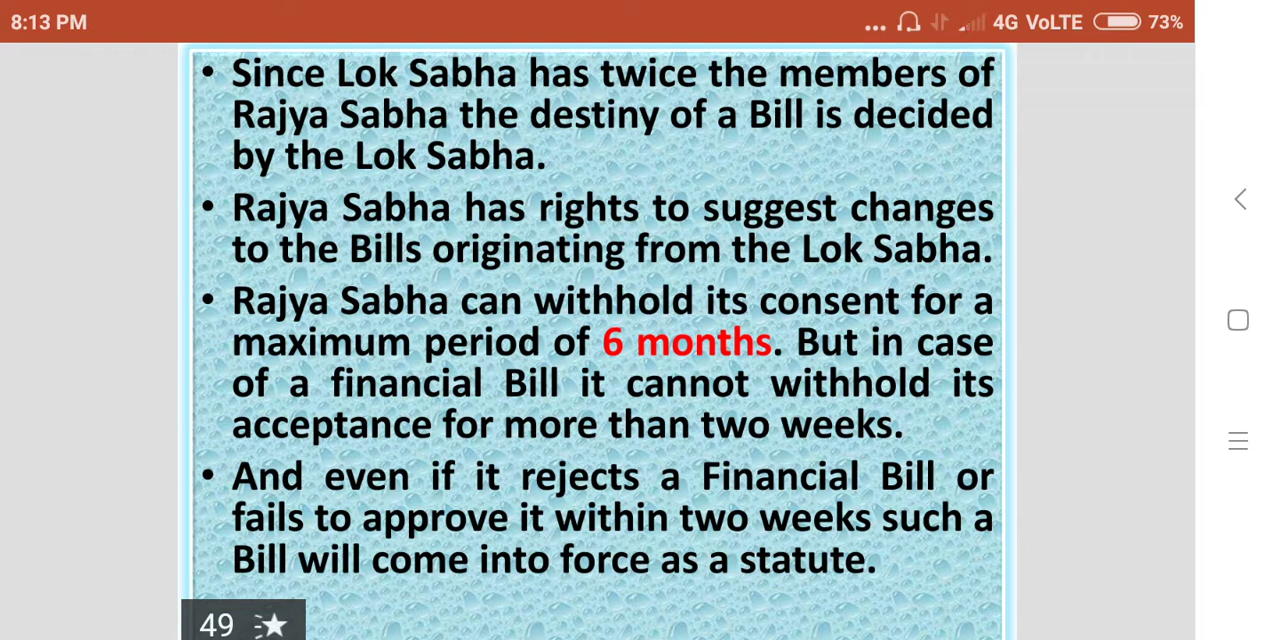 8:13 PM
... 4G VoLTE 73%
• Since Lok Sabha has twice the members of
Rajya Sabha the destiny of a Bill is decided
by the Lok Sabha.
• Rajya Sabha has rights to suggest changes
to the Bills originating from the Lok Sabha.
• Rajya Sabha can withhold its consent for a
maximum period of 6 months. But in case
of a financial Bill it cannot withhold its
acceptance for more than two weeks.
• And even if it rejects a Financial Bill or
fails to approve it within two weeks such a
Bill will come into force as a statute.
49